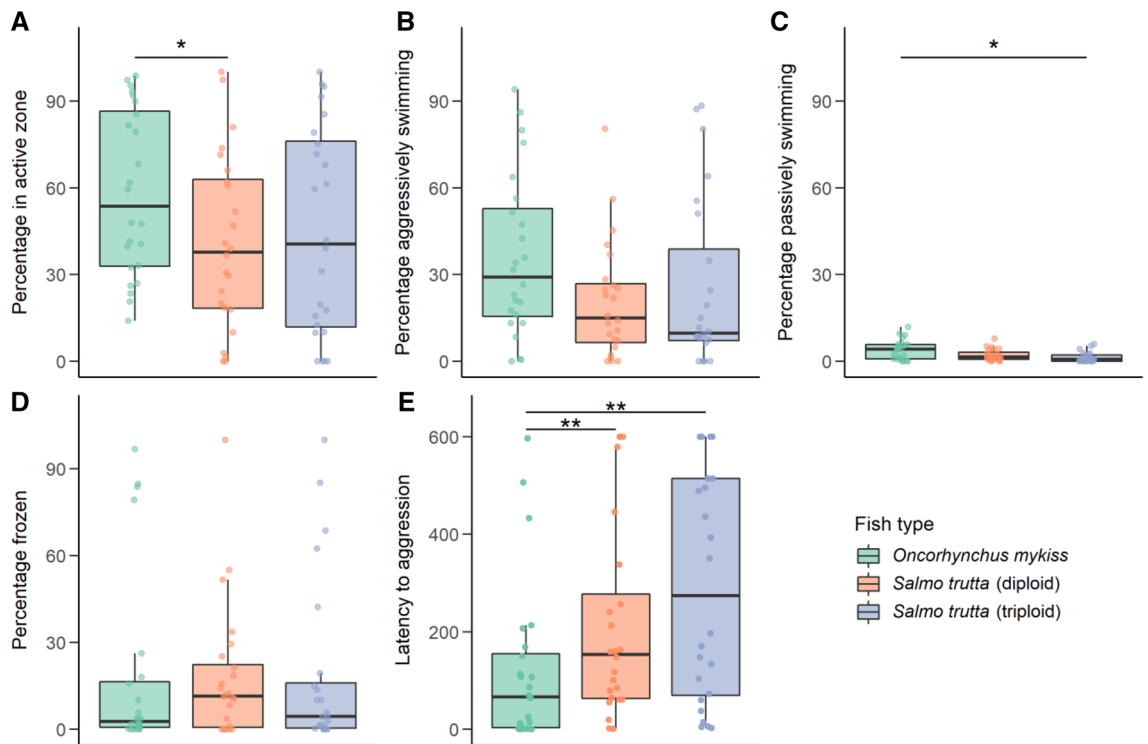 A
Percentage in active zone
90
60
30
0
*
B
Percentage aggressively swimming
90
60
30
0
C
Percentage passively swimming
90
60
30
0
*
D
Percentage frozen
90
60
30
0
E
Latency to aggression
600
400
200
0
**
**
Fish type
Oncorhynchus mykiss
Salmo trutta (diploid)
Salmo trutta (triploid)